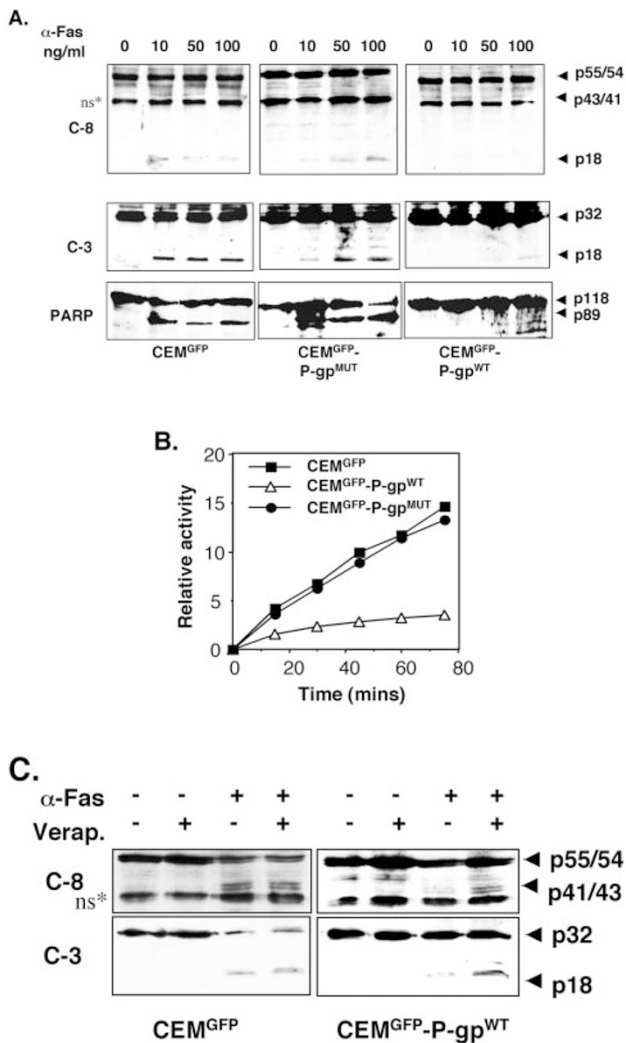 A.
α-Fas
ng/ml
0 10 50 100 0 10 50 100 0 10 50 100
p55/54
ns*
p43/41
C-8
p18
p32
C-3
p18
p118
PARP
p89
CEMGFP
CEMGFP-
P-gpMUT
CEMGFP-
P-gpWT
B.
20
15
10
5
0
Relative activity
CEMGFP
CEMGFP-P-gpWT
CEMGFP-P-gpMUT
0 20 40 60 80
Time (mins)
C.
α-Fas - - + + - - + +
Verap. - + - + - + - +
p55/54
C-8
p41/43
ns*
p32
C-3
p18
CEMGFP
CEMGFP-P-gpWT